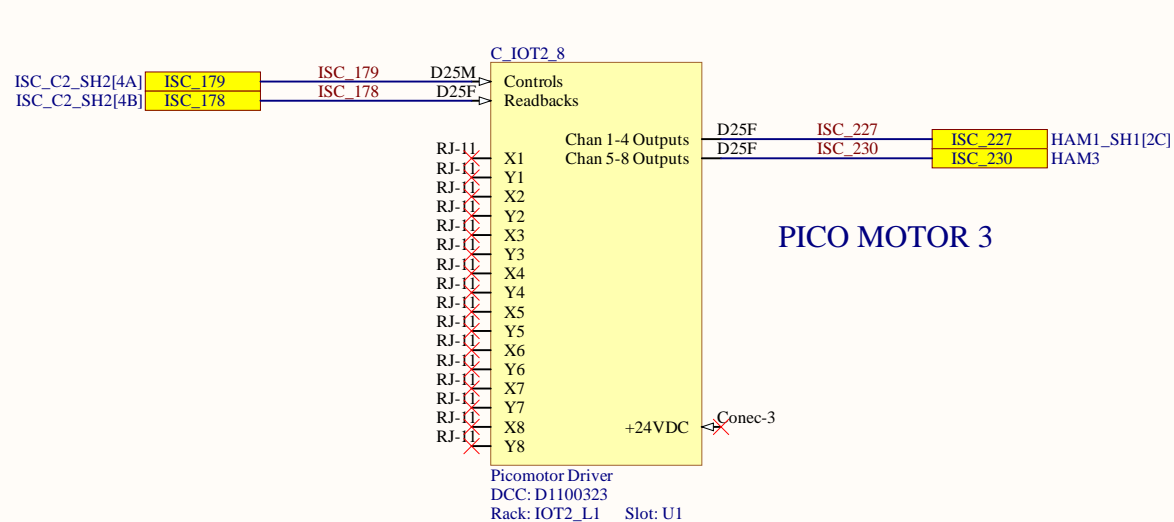 C_IOT2_8
ISC_C2_SH2[4A] ISC_179 ISC_179 D25M Controls
ISC_C2_SH2[4B] ISC_178 ISC_178 D25F Readbacks
Chan 1-4 Outputs D25F ISC_227 ISC_227 HAM1_SH1[2C]
Chan 5-8 Outputs D25F ISC_230 ISC_230 HAM3
RJ-11 X1
RJ-11 Y1
RJ-11 X2
RJ-11 Y2
RJ-11 X3
PICO MOTOR 3
RJ-11 Y3
RJ-11 X4
RJ-11 Y4
RJ-11 X5
RJ-11 Y5
RJ-11 X6
RJ-11 Y6
RJ-11 X7
RJ-11 Y7
RJ-11 X8 +24VDC Conec-3
RJ-11 Y8
Picomotor Driver
DCC: D1100323
Rack: IOT2_L1 Slot: U1